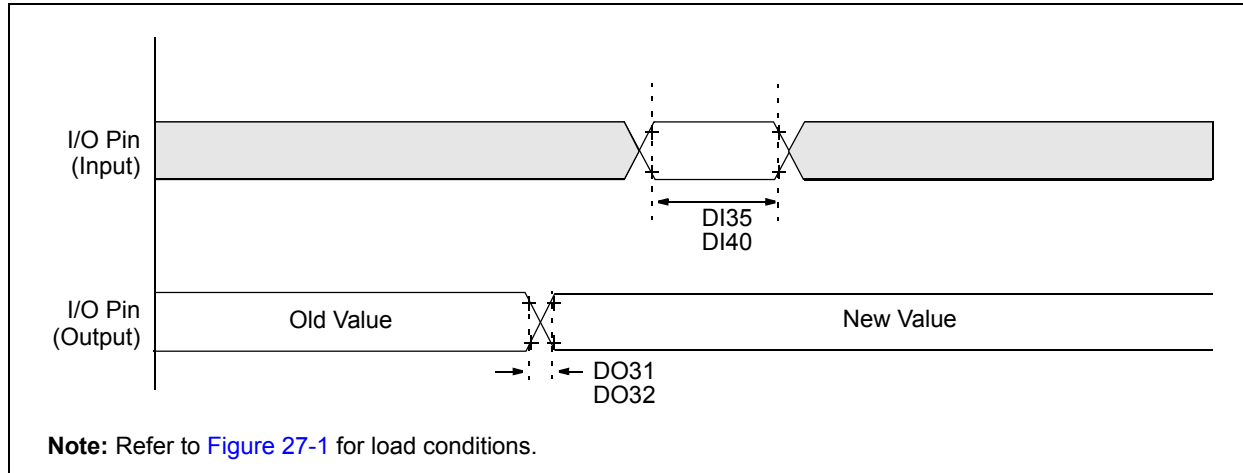 I/O Pin
(Input)
DI35
DI40
I/O Pin
(Output)
Old Value
New Value
DO31
DO32
Note: Refer to Figure 27-1 for load conditions.